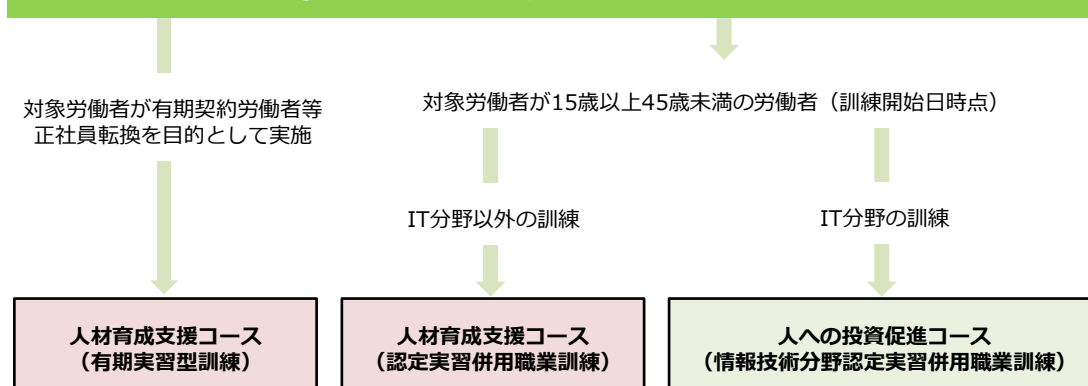 対象労働者が有期契約労働者等
正社員転換を目的として実施
対象労働者が15歳以上45歳未満の労働者（訓練開始日時点）
IT分野以外の訓練
IT分野の訓練
人材育成支援コース
（有期実習型訓練）
人材育成支援コース
（認定実習併用職業訓練）
人への投資促進コース
（情報技術分野認定実習併用職業訓練）